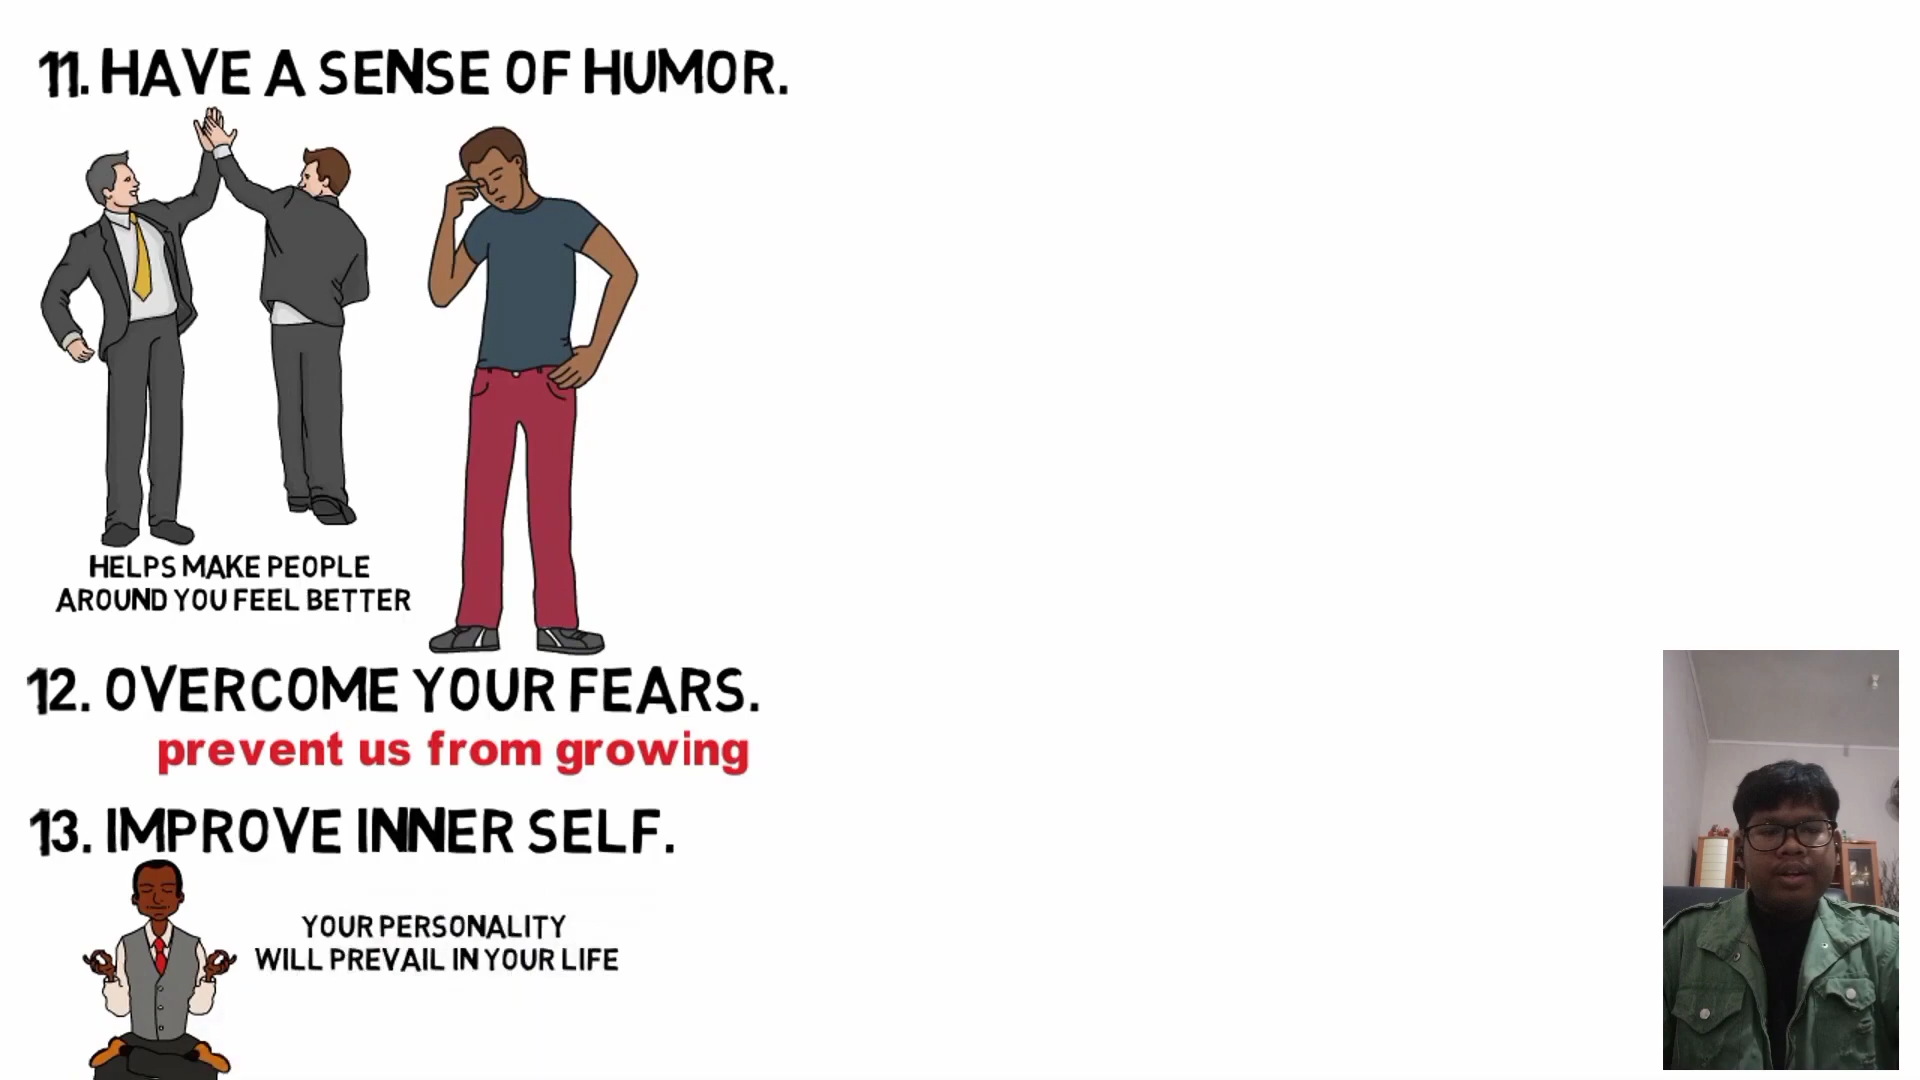 11. HAVE A SENSE OF HUMOR.
HELPS MAKE PEOPLE
AROUND YOU FEEL BETTER
12. OVERCOME YOUR FEARS.
prevent us from growing
13. IMPROVE INNER SELF.
YOUR PERSONALITY
WILL PREVAIL IN YOUR LIFE